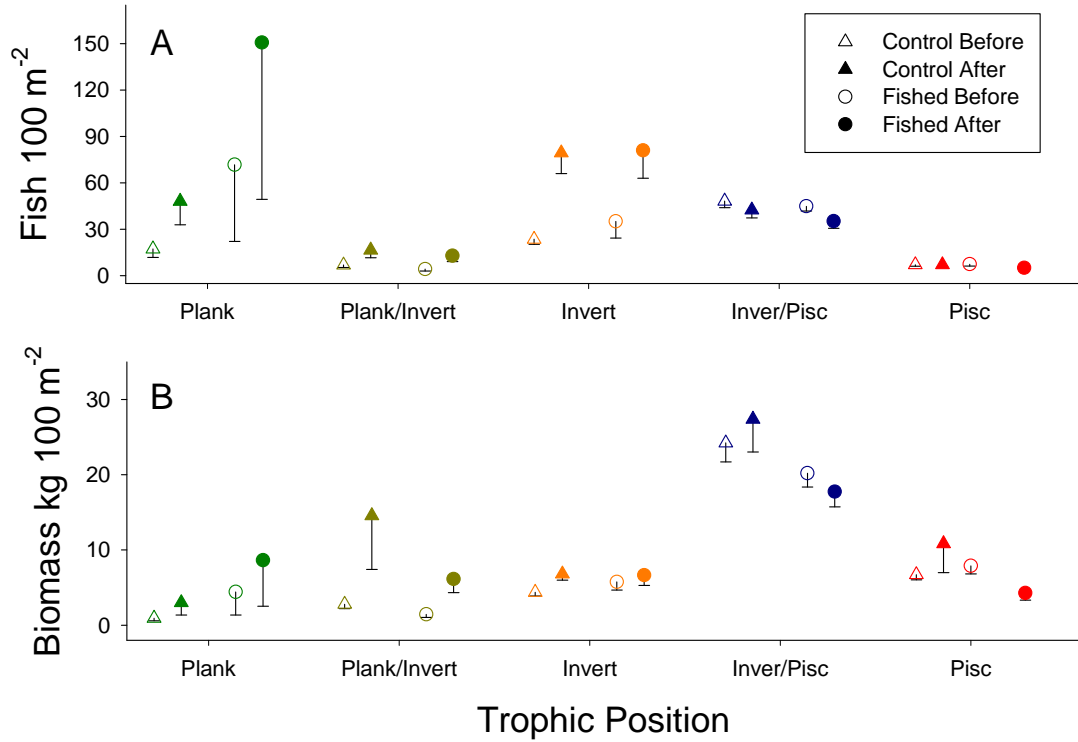 A
Control Before
Control After
Fished Before
Fished After
Fish 100 m-2
150
120
90
60
30
0
Plank
Plank/Invert
Invert
Inver/Pisc
Pisc
B
Biomass kg 100 m-2
30
20
10
0
Plank
Plank/Invert
Invert
Inver/Pisc
Pisc
Trophic Position